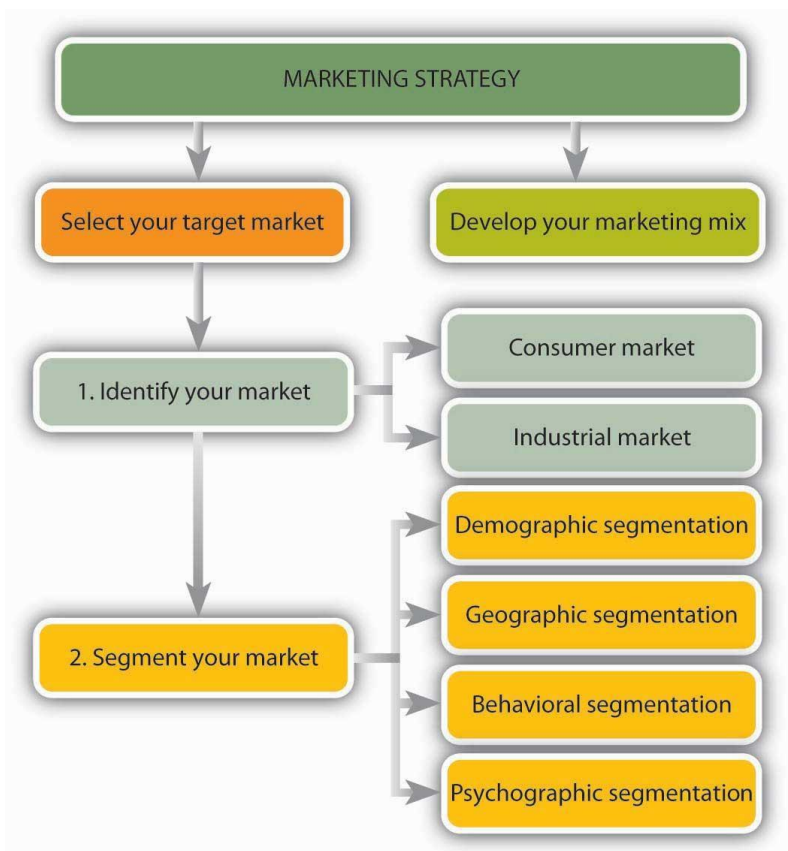 MARKETING STRATEGY
Select your target market
Develop your marketing mix
1. Identify your market
Consumer market
Industrial market
2. Segment your market
Demographic segmentation
Geographic segmentation
Behavioral segmentation
Psychographic segmentation